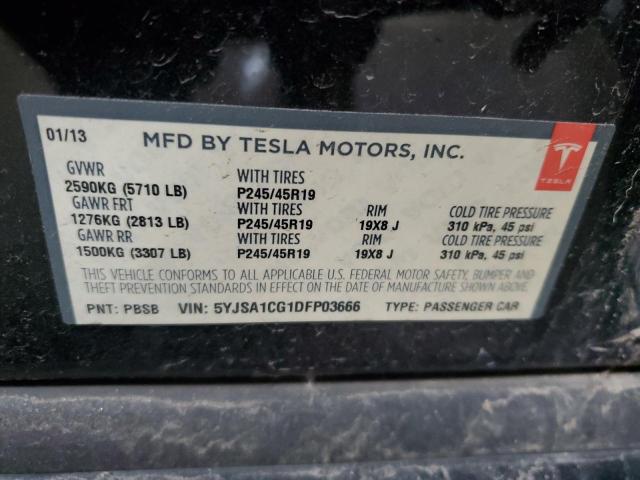 01/13 MFD BY TESLA MOTORS, INC.
GVWR WITH TIRES
2590KG (5710 LB) P245/45R19
GAWR FRT WITH TIRES RIM COLD TIRE PRESSURE
1276KG (2813 LB) P245/45R19 19X8 J 310 kPa, 45 psi
GAWR RR WITH TIRES RIM COLD TIRE PRESSURE
1500KG (3307 LB) P245/45R19 19X8 J 310 kPa, 45 psi
THIS VEHICLE CONFORMS TO ALL APPLICABLE U.S. FEDERAL MOTOR SAFETY, BUMPER AND
THEFT PREVENTION STANDARDS IN EFFECT ON THE DATE OF MANUFACTURE SHOWN ABOVE.
PNT: PBSB VIN: 5YJSA1CG1DFP03666 TYPE: PASSENGER CAR
TESLA